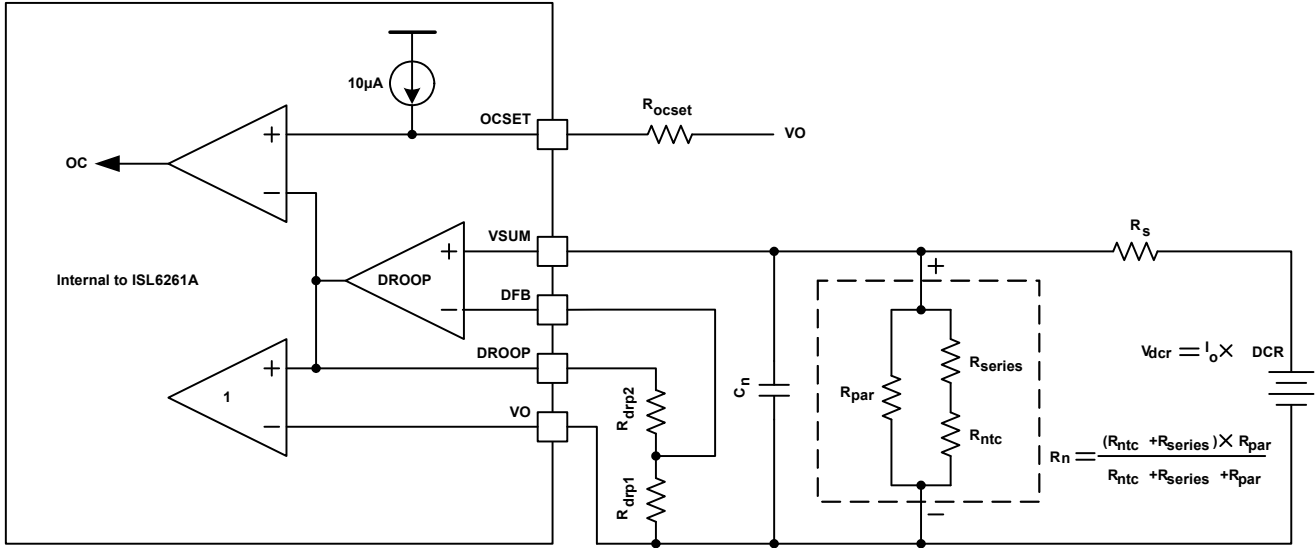 10µA
OCSET
Rocset
VO
OC
+
−
Internal to ISL6261A
DROOP
+
−
VSUM
DFB
DROOP
VO
1
+
−
Rdrp2
Rdrp1
Cn
+
−
Rpar
Rseries
Rntc
Rs
Vdcr = Io × DCR
Rn = (Rntc +Rseries ) × Rpar
Rntc +Rseries +Rpar